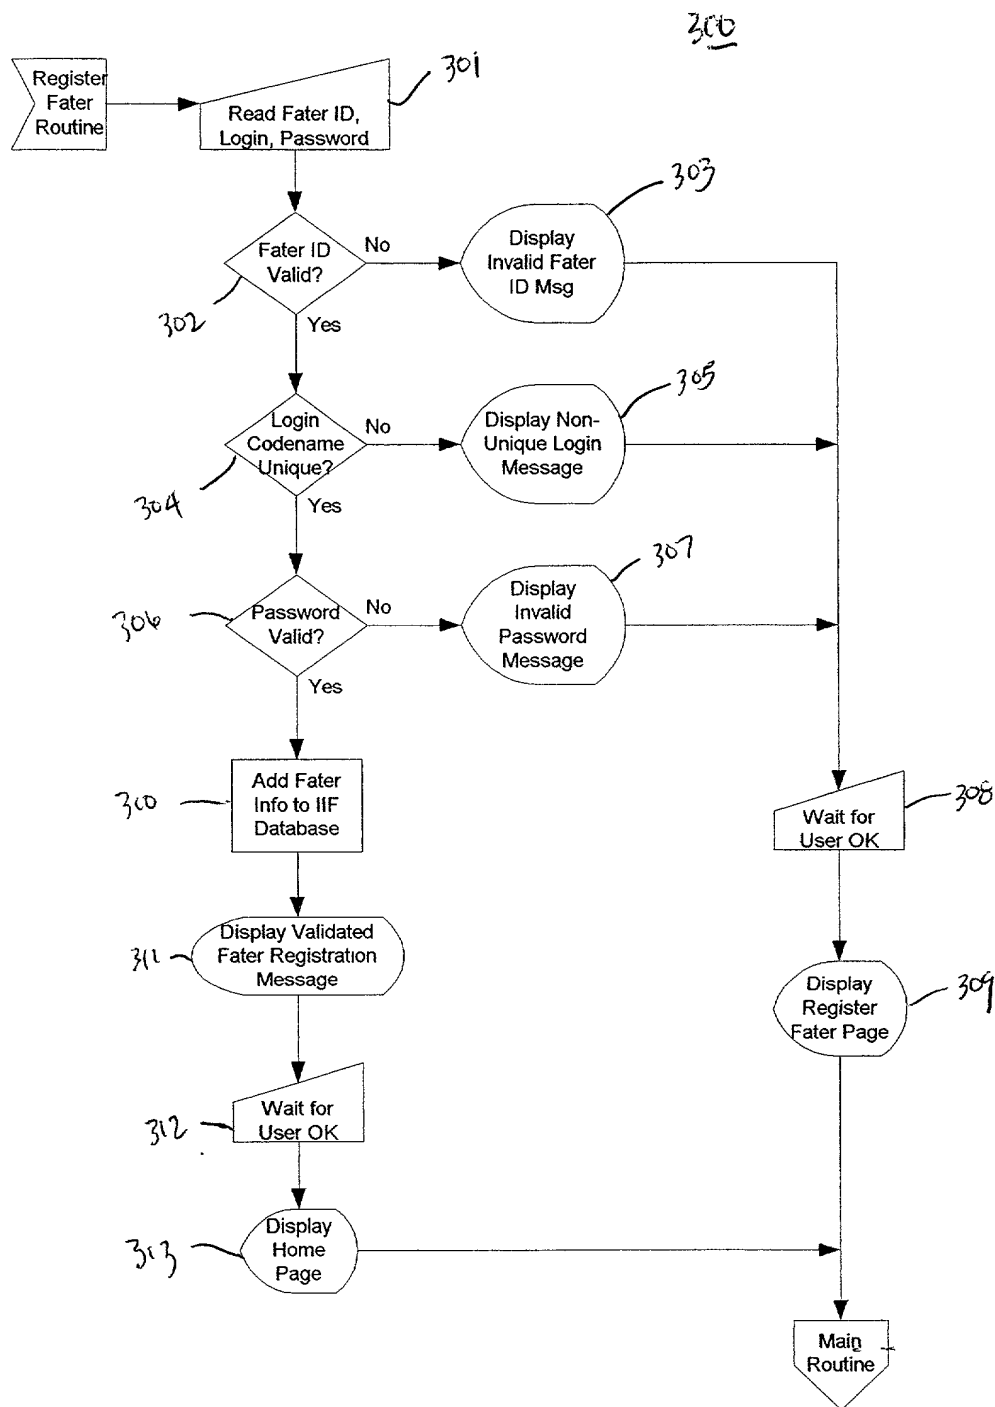 300
Register
Fater
Routine
301
Read Fater ID,
Login, Password
303
Fater ID
Valid?
No
Display
Invalid Fater
ID Msg
302
Yes
305
Login
Codename
Unique?
No
Display Non-
Unique Login
Message
304
Yes
307
306
Password
Valid?
No
Display
Invalid
Password
Message
Yes
300
Add Fater
Info to IIF
Database
308
Wait for
User OK
311
Display Validated
Fater Registration
Message
309
Display
Register
Fater Page
312
Wait for
User OK
313
Display
Home
Page
Main
Routine